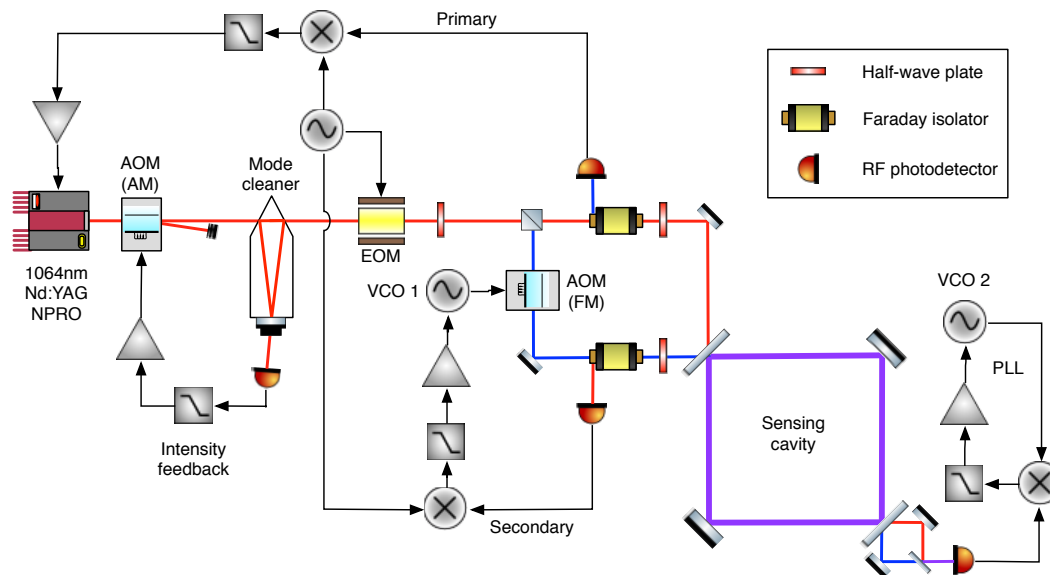 Primary
Half-wave plate
Faraday isolator
RF photodetector
AOM
(AM)
Mode
cleaner
1064nm
Nd:YAG
NPRO
EOM
VCO 1
AOM
(FM)
VCO 2
PLL
Sensing
cavity
Intensity
feedback
Secondary